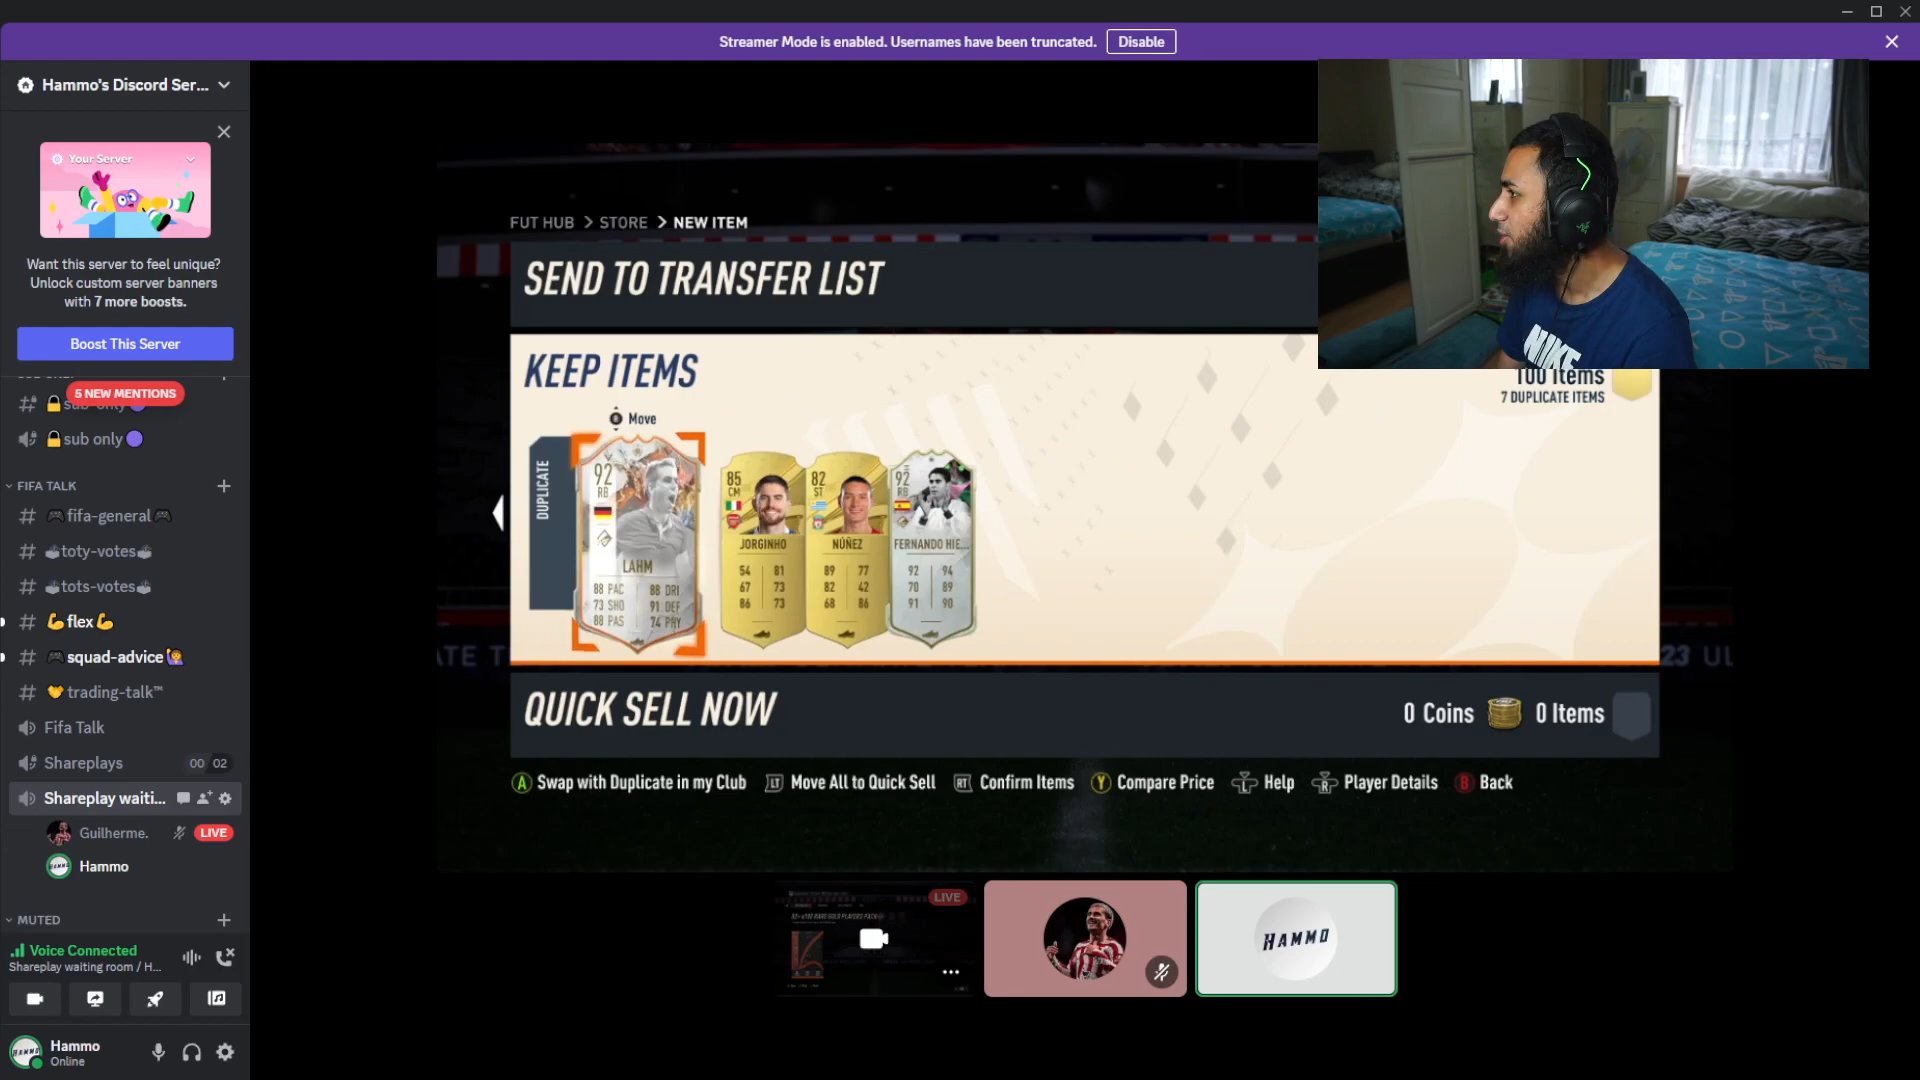 Streamer Mode is enabled. Usernames have been truncated. Disable
Hammo's Discord Ser...
Your Server
Want this server to feel unique?
Unlock custom server banners
with 7 more boosts.
Boost This Server
5 NEW MENTIONS
sub only
sub only
FIFA TALK
fifa-general
toty-votes
tots-votes
flex
squad-advice
trading-talk™
Fifa Talk
Shareplays 00 02
Shareplay waiti...
Guilherme. LIVE
Hammo
MUTED
Voice Connected
Shareplay waiting room / H...
Hammo
Online
FUT HUB > STORE > NEW ITEM
SEND TO TRANSFER LIST
KEEP ITEMS
100 Items
7 DUPLICATE ITEMS
Move
DUPLICATE
92
RB
LAHM
88 PAC 88 DRI
73 SHO 91 DEF
88 PAS 74 PHY
85
CM
JORGINHO
54 81
67 73
86 73
82
ST
NÚÑEZ
89 77
82 42
68 86
92
RB
FERNANDO HIE...
92 94
70 89
91 90
23 UL
QUICK SELL NOW
0 Coins 0 Items
A Swap with Duplicate in my Club LT Move All to Quick Sell RT Confirm Items Y Compare Price L Help R Player Details B Back
LIVE
HAMMO
NIKE